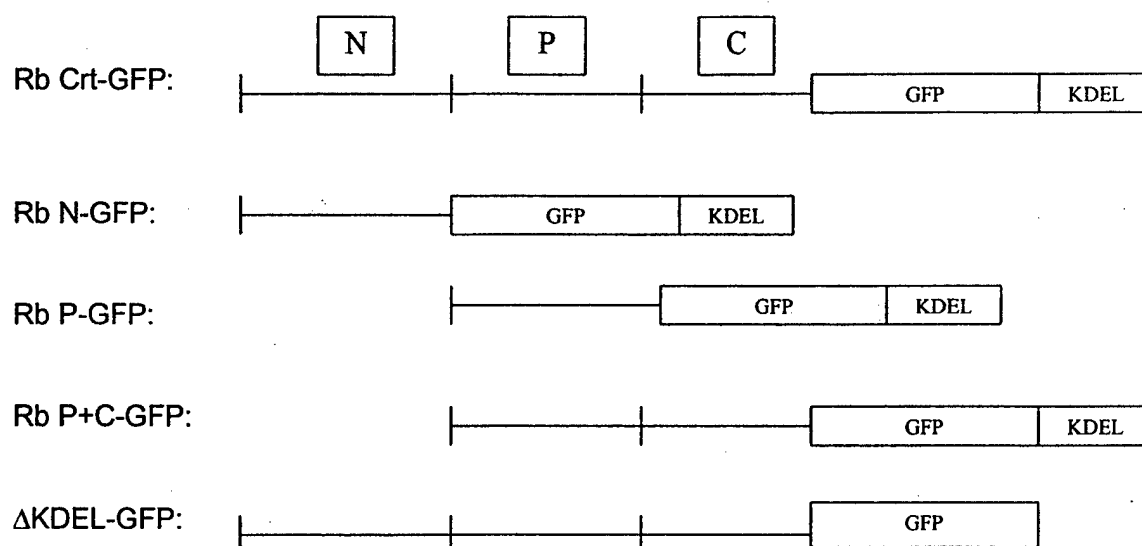 N P C
Rb Crt-GFP: GFP KDEL
Rb N-GFP: GFP KDEL
Rb P-GFP: GFP KDEL
Rb P+C-GFP: GFP KDEL
ΔKDEL-GFP: GFP